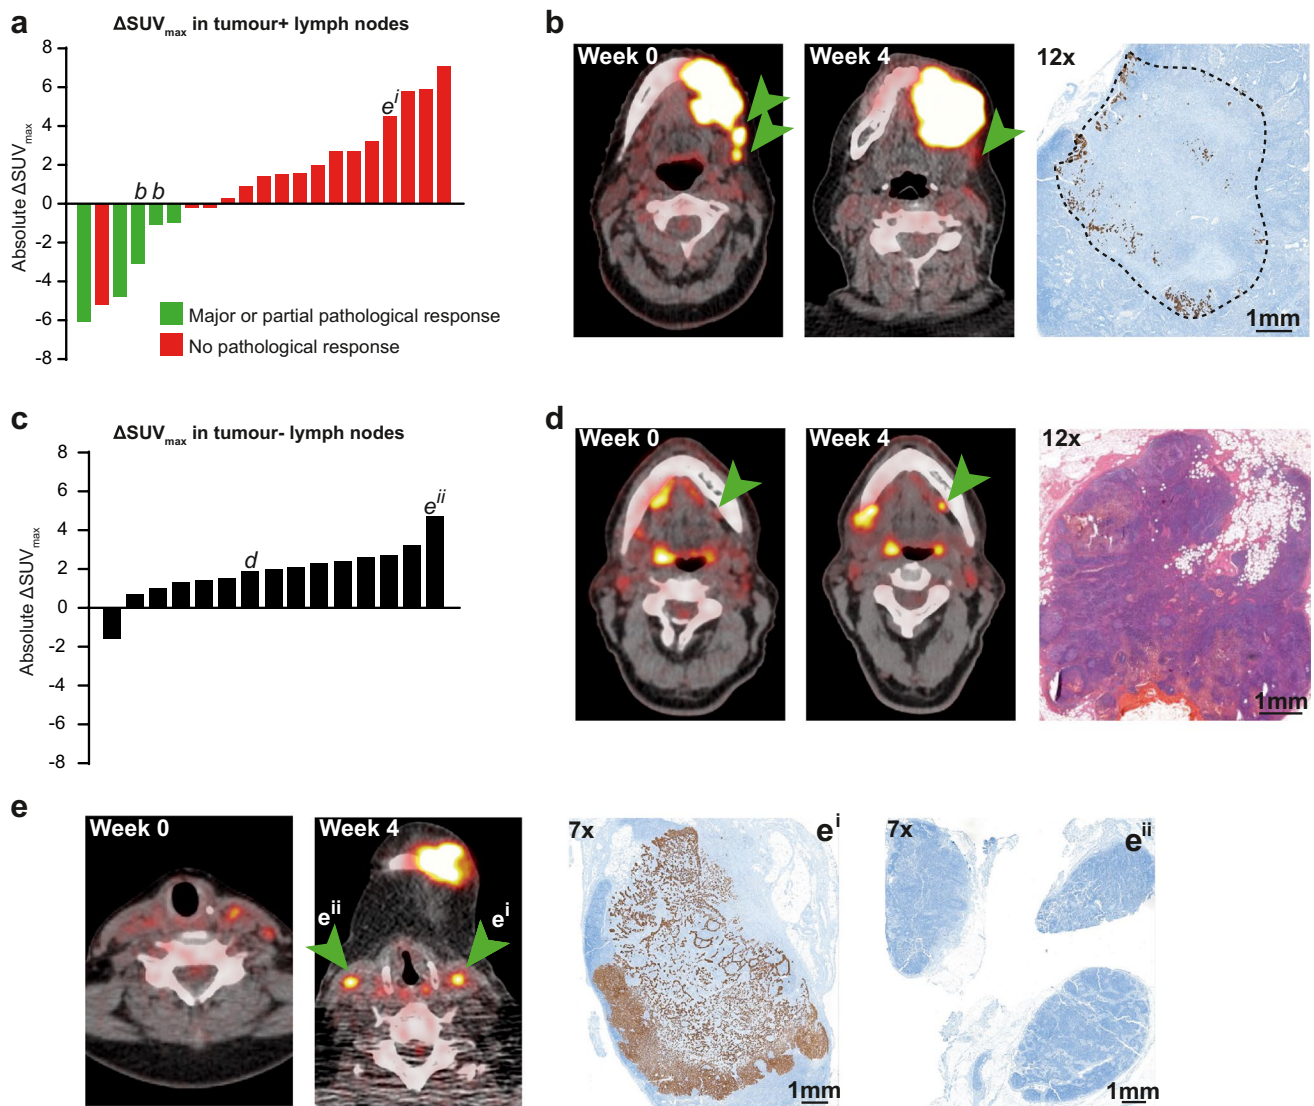 a
ΔSUVmax in tumour+ lymph nodes
Absolute ΔSUVmax
8
6
4
2
0
-2
-4
-6
-8
b b
eⁱ
Major or partial pathological response
No pathological response
b
Week 0
Week 4
12x
1mm
c
ΔSUVmax in tumour- lymph nodes
Absolute ΔSUVmax
8
6
4
2
0
-2
-4
-6
-8
d
eⁱⁱ
d
Week 0
Week 4
12x
1mm
e
Week 0
Week 4
eⁱⁱ
eⁱ
7x
eⁱ
1mm
7x
eⁱⁱ
1mm